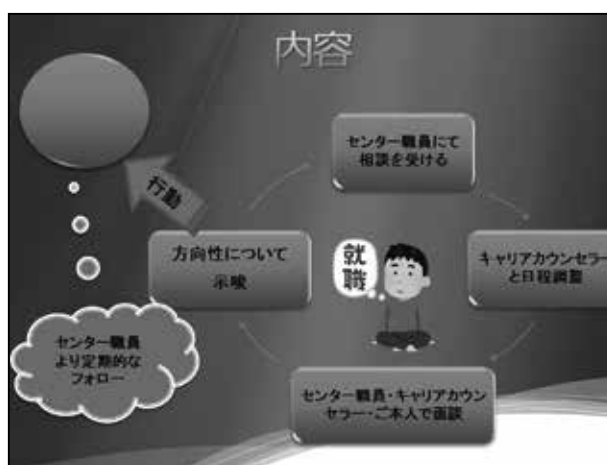 内容
センター職員にて
相談を受ける
キャリアカウンセラー
と日程調整
センター職員・キャリアカウン
セラー・ご本人で面談
方向性について
示唆
行動
就
職
センター職員
より定期的な
フォロー